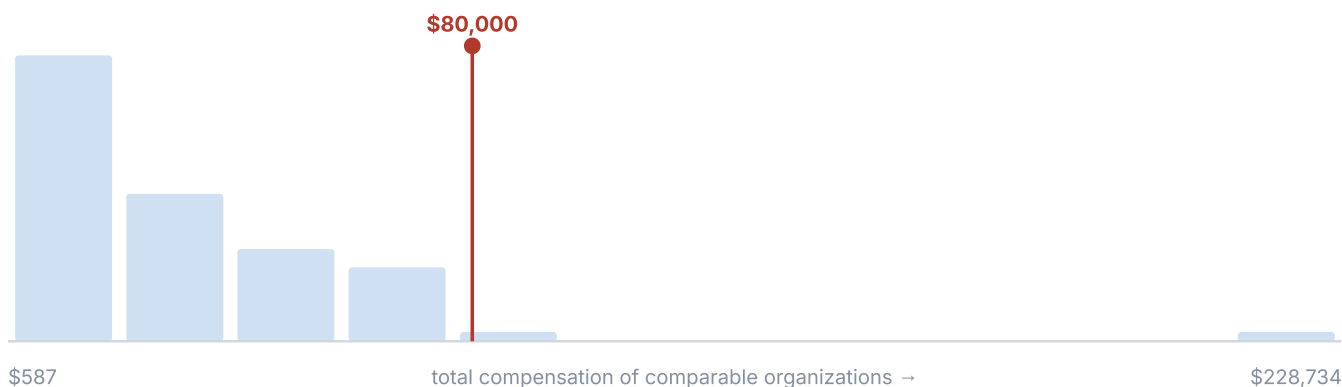 $80,000
$587 total compensation of comparable organizations → $228,734